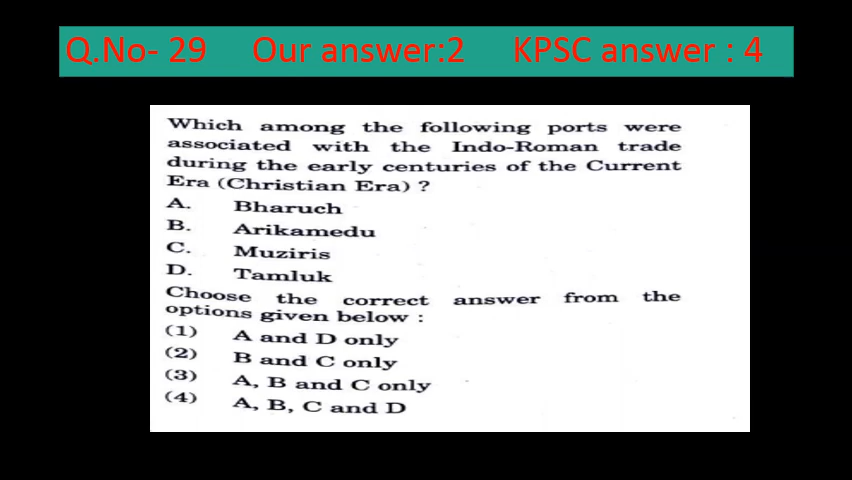 Q.No- 29 Our answer:2 KPSC answer : 4
Which among the following ports were
associated with the Indo-Roman trade
during the early centuries of the Current
Era (Christian Era) ?
A. Bharuch
B. Arikamedu
C. Muziris
D. Tamluk
Choose the correct answer from the
options given below :
(1) A and D only
(2) B and C only
(3) A, B and C only
(4) A, B, C and D